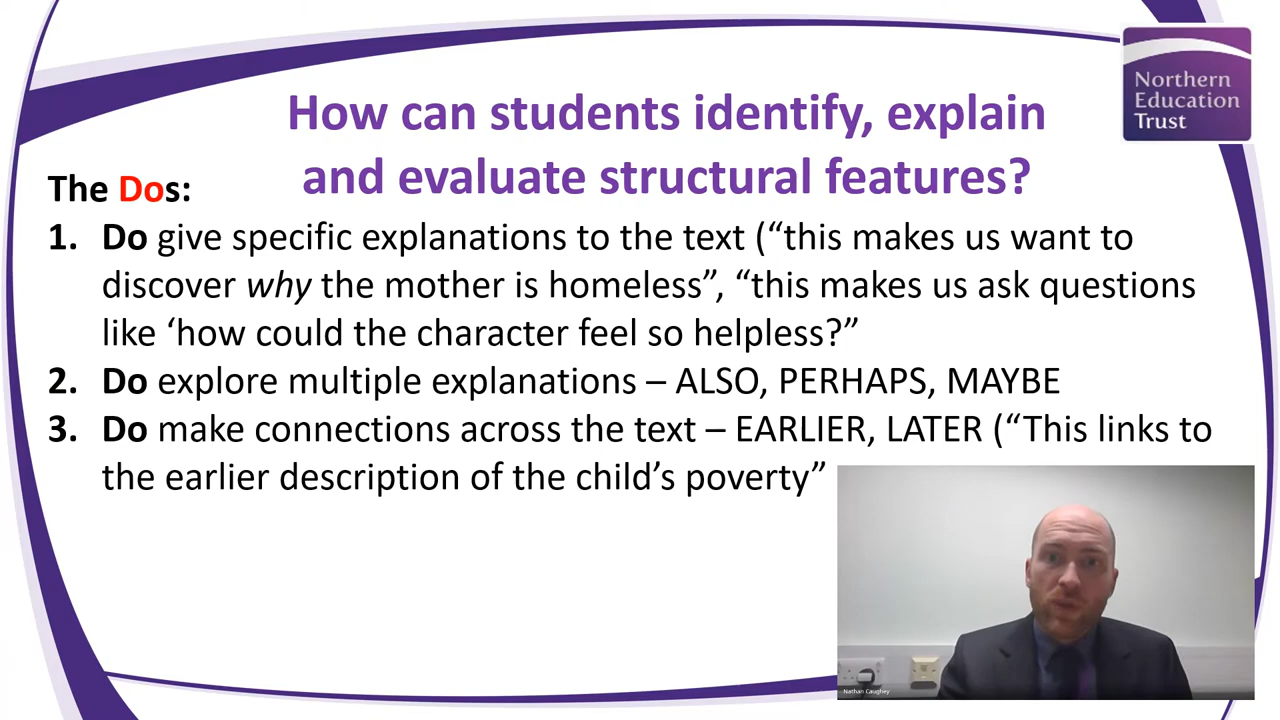 How can students identify, explain
and evaluate structural features?
Northern
Education
Trust
The Dos:
1. Do give specific explanations to the text (“this makes us want to
discover why the mother is homeless”, “this makes us ask questions
like ‘how could the character feel so helpless?”
2. Do explore multiple explanations – ALSO, PERHAPS, MAYBE
3. Do make connections across the text – EARLIER, LATER (“This links to
the earlier description of the child’s poverty”
Nathan Caughey